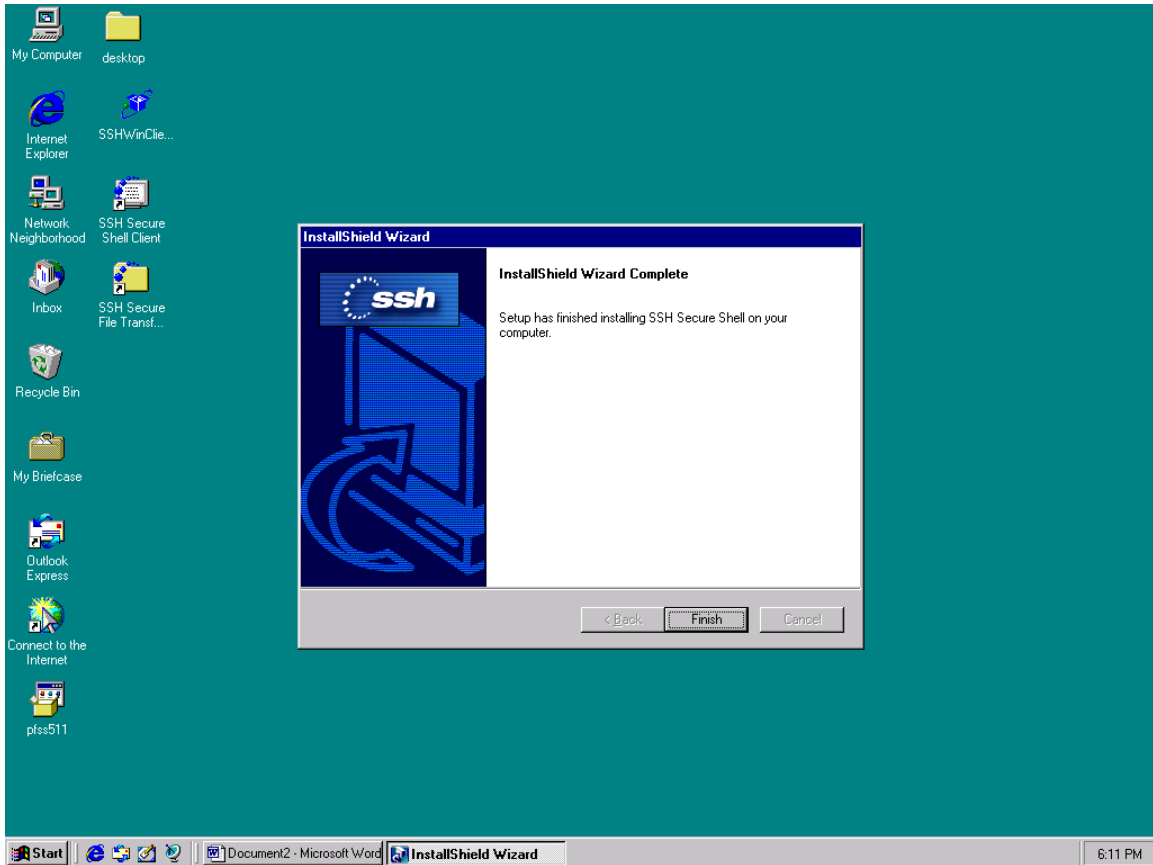 My Computer
desktop
Internet
Explorer
SSHWinClie...
Network
Neighborhood
SSH Secure
Shell Client
Inbox
SSH Secure
File Transf...
Recycle Bin
My Briefcase
Outlook
Express
Connect to the
Internet
pfss511
InstallShield Wizard
ssh
InstallShield Wizard Complete
Setup has finished installing SSH Secure Shell on your
computer.
< Back
Finish
Cancel
Start
Document2 - Microsoft Word
InstallShield Wizard
6:11 PM